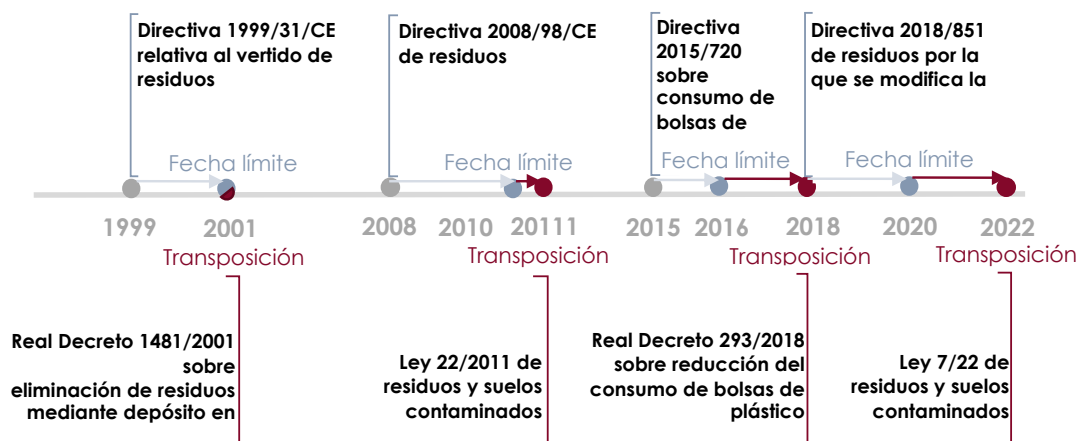 Directiva 1999/31/CE
relativa al vertido de
residuos
Directiva 2008/98/CE
de residuos
Directiva
2015/720
sobre
consumo de
bolsas de
Directiva 2018/851
de residuos por la
que se modifica la
Fecha límite
Fecha límite
Fecha límite
Fecha límite
1999
2001
2008
2010
20111
2015
2016
2018
2020
2022
Transposición
Transposición
Transposición
Transposición
Real Decreto 1481/2001
sobre
eliminación de residuos
mediante depósito en
Ley 22/2011 de
residuos y suelos
contaminados
Real Decreto 293/2018
sobre reducción del
consumo de bolsas de
plástico
Ley 7/22 de
residuos y suelos
contaminados